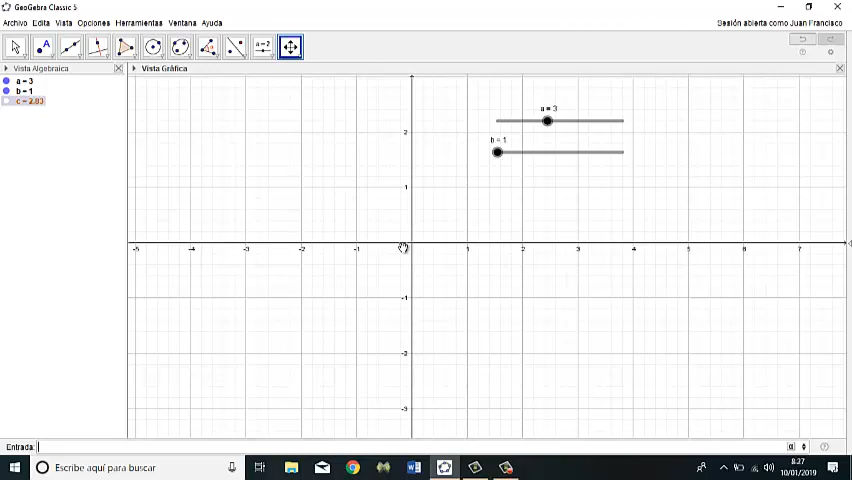 GeoGebra Classic 5
Archivo Edita Vista Opciones Herramientas Ventana Ayuda
Sesión abierta como Juan Francisco
A
a=2
Vista Algebraica
Vista Gráfica
a = 3
b = 1
c = 2.83
a = 3
b = 1
2
1
-5 -4 -3 -2 -1 1 2 3 4 5 6 7
-1
-2
-3
Entrada:
α
Escribe aquí para buscar
8:27
10/01/2019